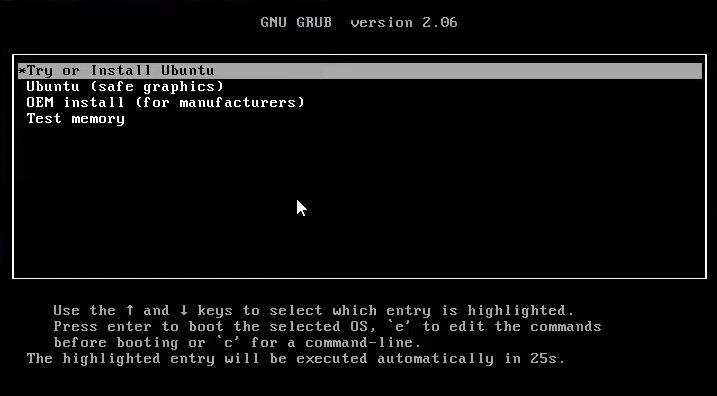 GNU GRUB version 2.06
*Try or Install Ubuntu
Ubuntu (safe graphics)
OEM install (for manufacturers)
Test memory
Use the ↑ and ↓ keys to select which entry is highlighted.
Press enter to boot the selected OS, `e' to edit the commands
before booting or `c' for a command-line.
The highlighted entry will be executed automatically in 25s.